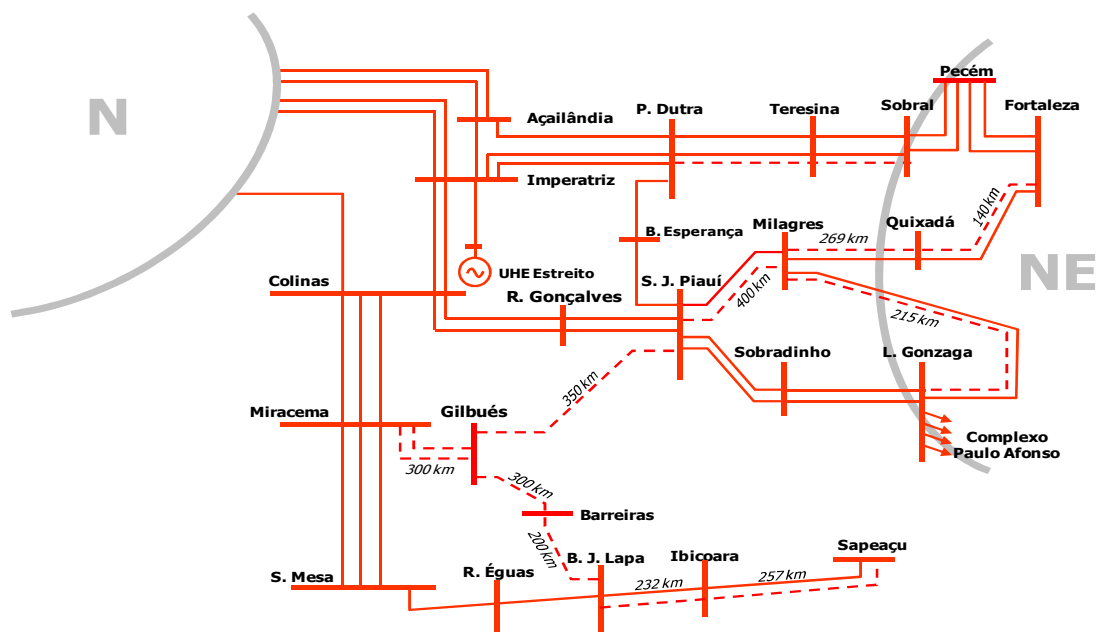 Pecém
N
Açailândia
P. Dutra
Teresina
Sobral
Fortaleza
Imperatriz
140 km
Milagres
Quixadá
B. Esperança
269 km
NE
UHE Estreito
S. J. Piauí
400 km
Colinas
R. Gonçalves
215 km
Sobradinho
L. Gonzaga
350 km
Miracema
Gilbués
Complexo
Paulo Afonso
300 km
300 km
Barreiras
200 km
Sapeaçu
S. Mesa
R. Éguas
B. J. Lapa
Ibicoara
232 km
257 km